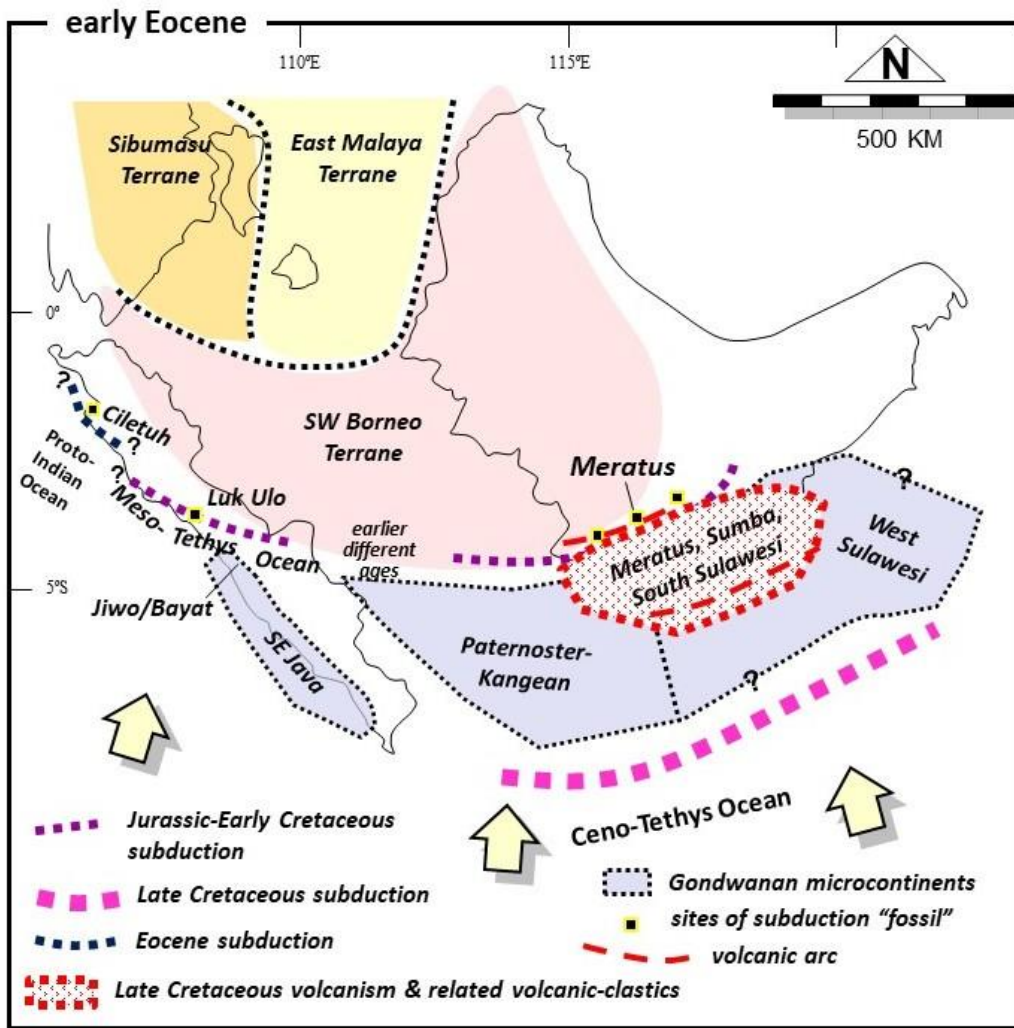 early Eocene
110ºE
115ºE
N
500 KM
Sibumasu
Terrane
East Malaya
Terrane
0º
?
Ciletuh
?
Proto-
Indian
Ocean
SW Borneo
Terrane
?
Luk Ulo
Meso-Tethys Ocean
Meratus
earlier
different
ages
?
West
Sulawesi
Meratus, Sumba,
South Sulawesi
5ºS
Jiwo/Bayat
SE Java
Paternoster-
Kangean
?
Ceno-Tethys Ocean
Jurassic-Early Cretaceous
subduction
Late Cretaceous subduction
Eocene subduction
Late Cretaceous volcanism & related volcanic-clastics
Gondwanan microcontinents
sites of subduction “fossil”
volcanic arc